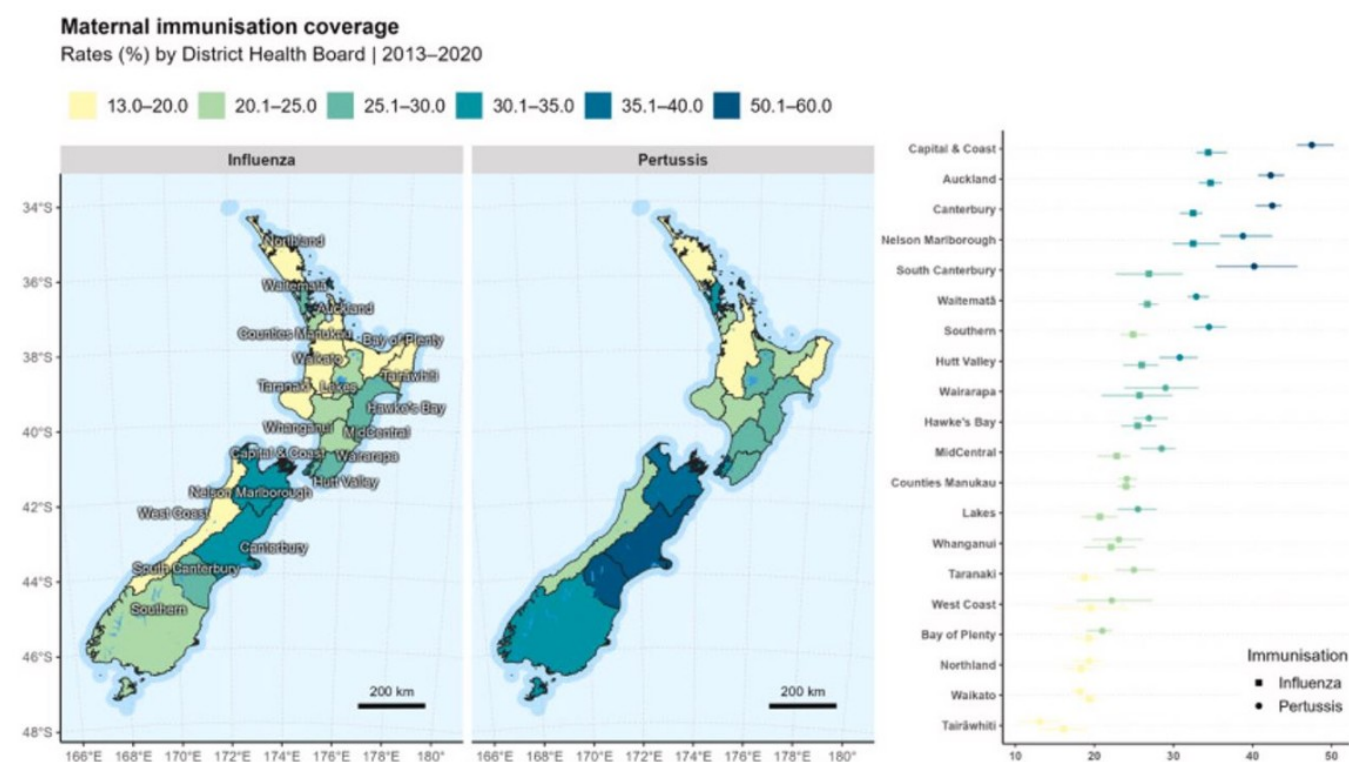 Maternal immunisation coverage
Rates (%) by District Health Board | 2013–2020
13.0–20.0 20.1–25.0 25.1–30.0 30.1–35.0 35.1–40.0 50.1–60.0
Influenza
34°S
36°S
38°S
40°S
42°S
44°S
46°S
48°S
Northland
Waitematā
Auckland
Counties Manukau
Bay of Plenty
Waikato
Tairāwhiti
Taranaki
Lakes
Hawke's Bay
Whanganui
MidCentral
Capital & Coast
Wairarapa
Hutt Valley
Nelson Marlborough
West Coast
Canterbury
South Canterbury
Southern
200 km
166°E 168°E 170°E 172°E 174°E 176°E 178°E 180°
Pertussis
200 km
166°E 168°E 170°E 172°E 174°E 176°E 178°E 180°
Capital & Coast
Auckland
Canterbury
Nelson Marlborough
South Canterbury
Waitematā
Southern
Hutt Valley
Wairarapa
Hawke's Bay
MidCentral
Counties Manukau
Lakes
Whanganui
Taranaki
West Coast
Bay of Plenty
Northland
Waikato
Tairāwhiti
10 20 30 40 50
Immunisation
Influenza
Pertussis